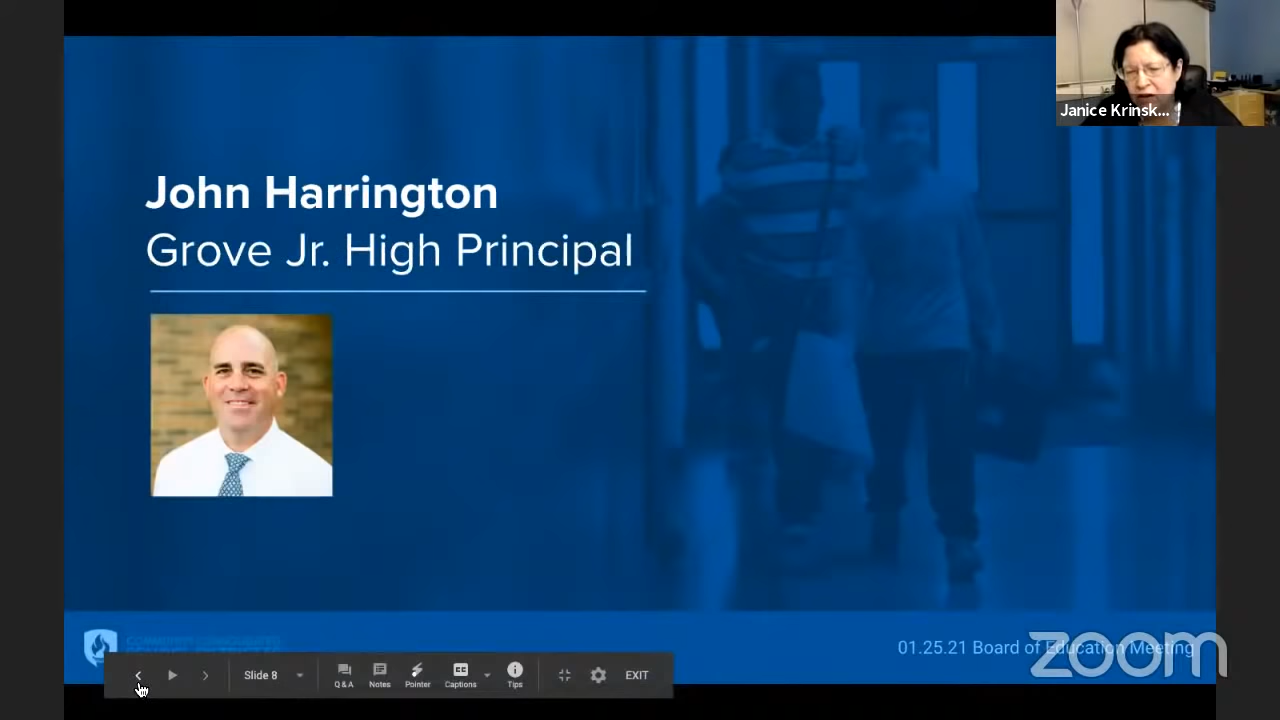 Janice Krinsk...
John Harrington
Grove Jr. High Principal
01.25.21 Board of Education Meeting
zoom
Slide 8
Q&A
Notes
Pointer
Captions
Tips
EXIT